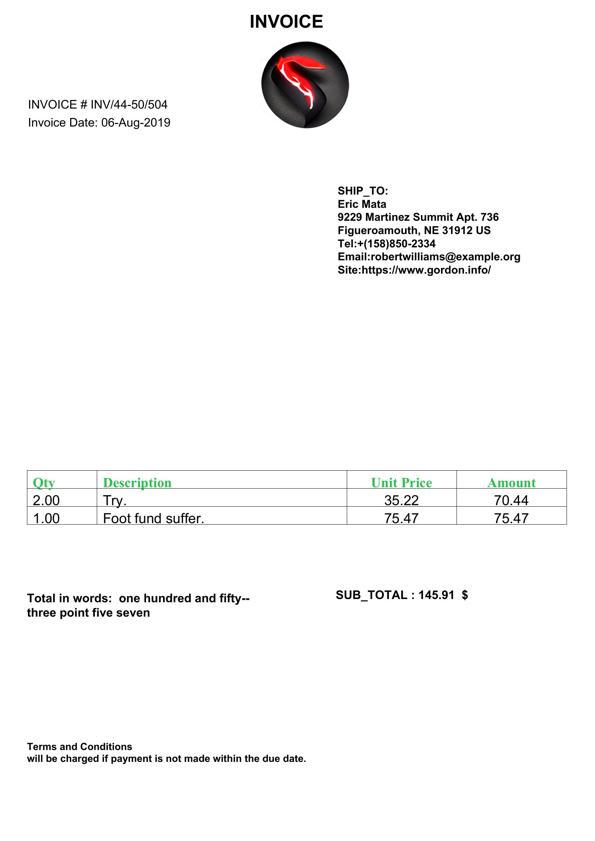 INVOICE
INVOICE # INV/44-50/504
Invoice Date: 06-Aug-2019
SHIP_TO:
Eric Mata
9229 Martinez Summit Apt. 736
Figueroamouth, NE 31912 US
Tel:+(158)850-2334
Email:robertwilliams@example.org
Site:https://www.gordon.info/
Qty Description Unit Price Amount
2.00 Try. 35.22 70.44
1.00 Foot fund suffer. 75.47 75.47
Total in words: one hundred and fifty--
three point five seven
SUB_TOTAL : 145.91 $
Terms and Conditions
will be charged if payment is not made within the due date.